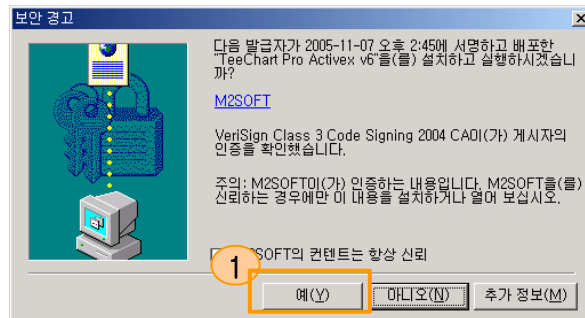 보안 경고
다음 발급자가 2005-11-07 오후 2:45에 서명하고 배포한
"TeeChart Pro Activex v6"을(를) 설치하고 실행하시겠습니
까?
M2SOFT
VeriSign Class 3 Code Signing 2004 CA이(가) 게시자의
인증을 확인했습니다.
주의: M2SOFT이(가) 인증하는 내용입니다. M2SOFT을(를)
신뢰하는 경우에만 이 내용을 설치하거나 열어 보십시오.
SOFT의 컨텐트는 항상 신뢰
1
예(Y) 아니오(N) 추가 정보(M)